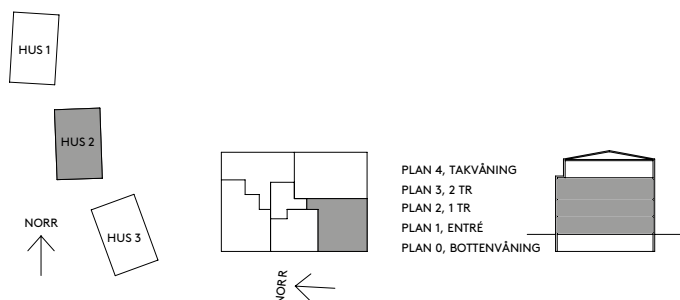 HUS 1
HUS 2
HUS 3
NORR
NORR
PLAN 4, TAKVÅNING
PLAN 3, 2 TR
PLAN 2, 1 TR
PLAN 1, ENTRÉ
PLAN 0, BOTTENVÅNING